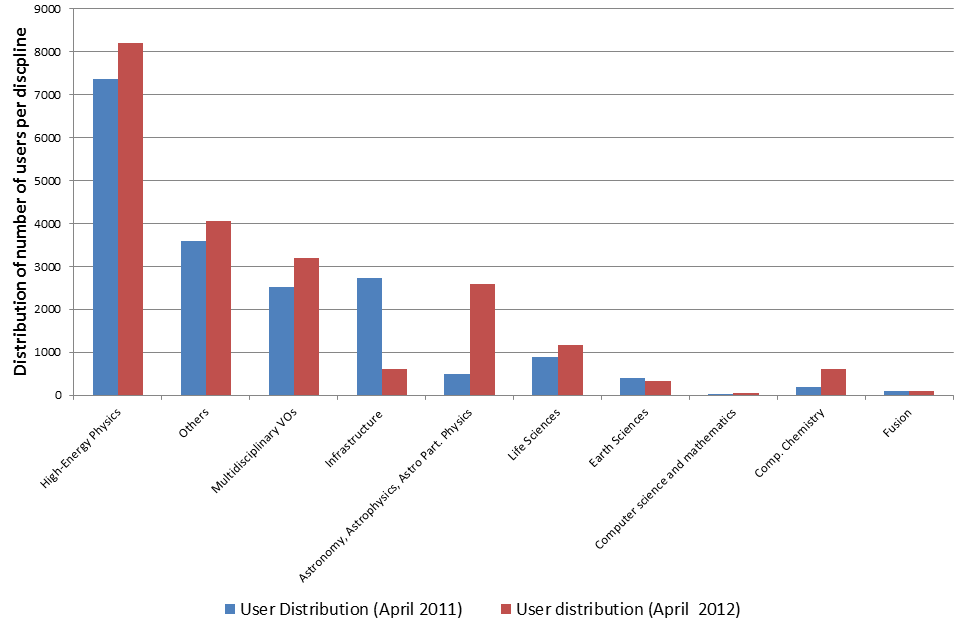 Distribution of number of users per discpline
9000
8000
7000
6000
5000
4000
3000
2000
1000
0
High-Energy Physics
Others
Multidisciplinary VOs
Infrastructure
Astronomy, Astrophysics, Astro Part. Physics
Life Sciences
Earth Sciences
Computer science and mathematics
Comp. Chemistry
Fusion
User Distribution (April 2011)
User distribution (April  2012)